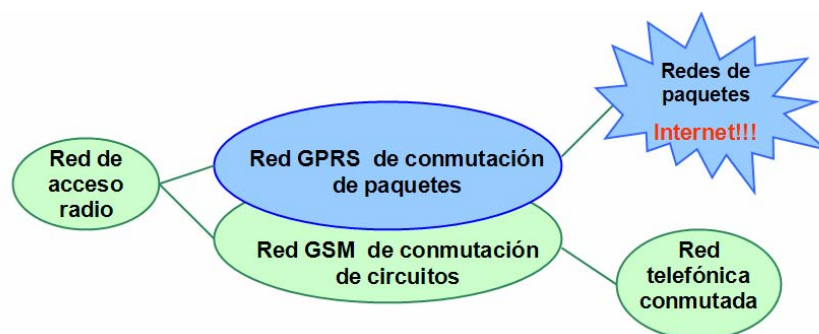 Redes de
paquetes
Internet!!!
Red de
acceso
radio
Red GPRS de conmutación
de paquetes
Red GSM de conmutación
de circuitos
Red
telefónica
conmutada